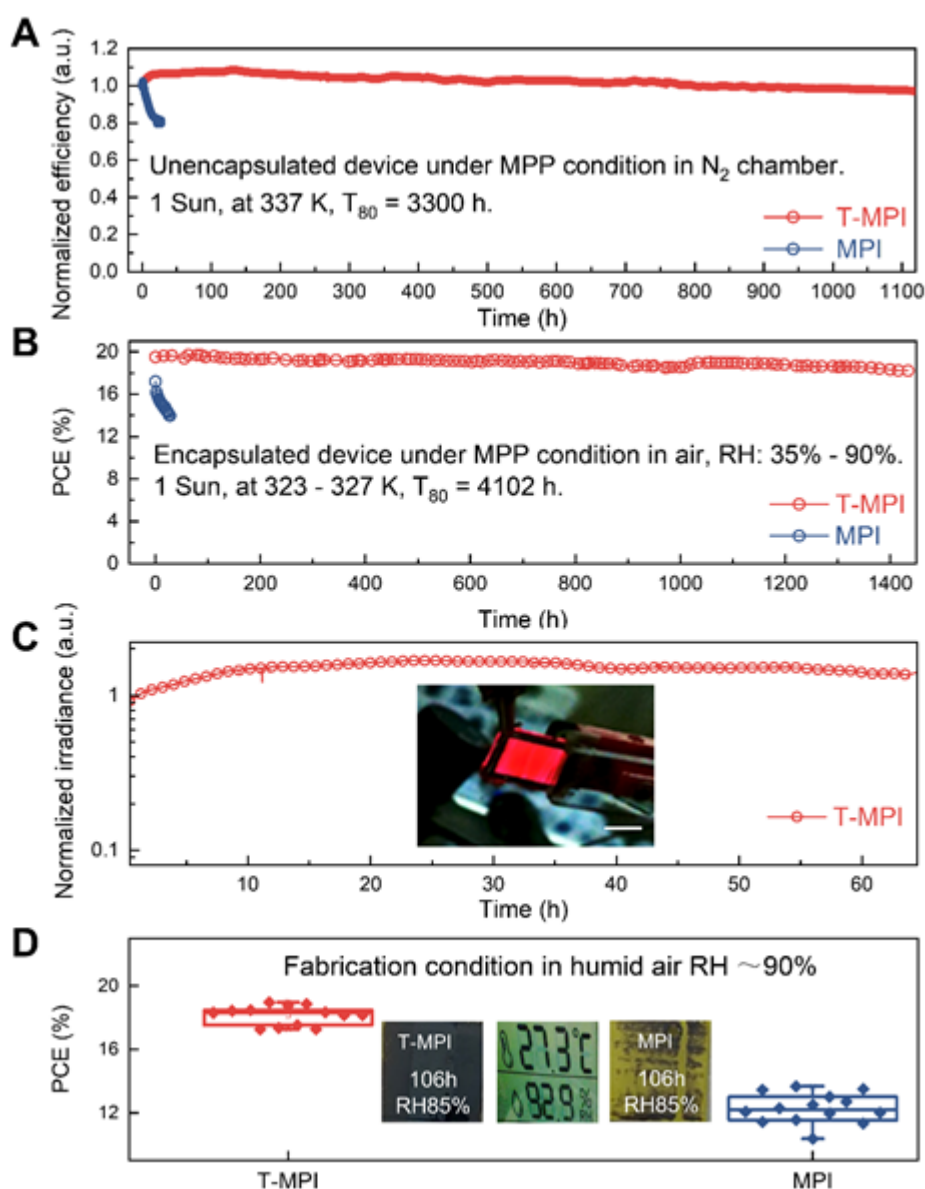 A
Normalized efficiency (a.u.)
1.2
1.0
0.8
0.6
0.4
0.2
0.0
Unencapsulated device under MPP condition in N₂ chamber.
1 Sun, at 337 K, T₈₀ = 3300 h.
T-MPI
MPI
0 100 200 300 400 500 600 700 800 900 1000 1100
Time (h)
B
PCE (%)
20
16
12
8
4
0
Encapsulated device under MPP condition in air, RH: 35% - 90%.
1 Sun, at 323 - 327 K, T₈₀ = 4102 h.
T-MPI
MPI
0 200 400 600 800 1000 1200 1400
Time (h)
C
Normalized irradiance (a.u.)
1
0.1
T-MPI
10 20 30 40 50 60
Time (h)
D
PCE (%)
20
16
12
Fabrication condition in humid air RH ~90%
T-MPI
106h
RH85%
27.3°C
92.9
MPI
106h
RH85%
T-MPI MPI